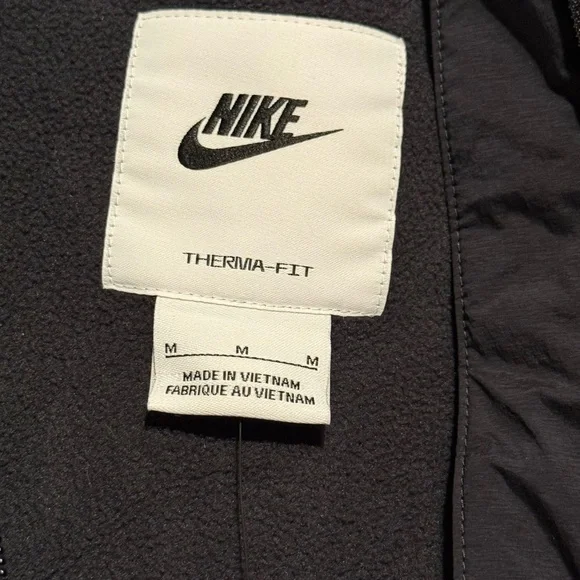 NIKE
THERMA-FIT
M M M
MADE IN VIETNAM
FABRIQUE AU VIETNAM